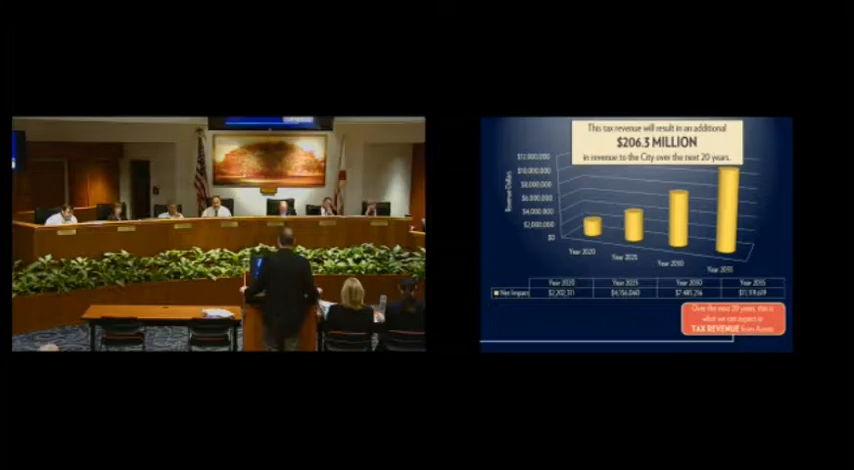 This tax revenue will result in an additional
$206.3 MILLION
in revenue to the City over the next 20 years.
$12,000,000
$10,000,000
$8,000,000
$6,000,000
$4,000,000
$2,000,000
$0
Revenue Dollars
Year 2020
Year 2025
Year 2030
Year 2035
Year 2020 Year 2025 Year 2030 Year 2035
Net Impact
Over the next 20 years, this is
what we can expect in
TAX REVENUE from